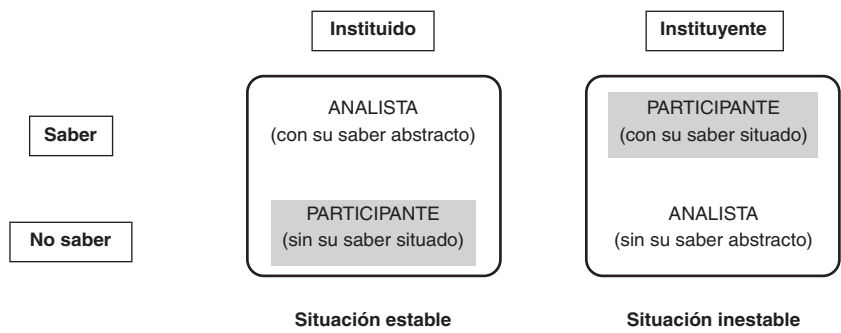 Instituido
Instituyente
Saber
ANALISTA
(con su saber abstracto)
PARTICIPANTE
(con su saber situado)
No saber
PARTICIPANTE
(sin su saber situado)
ANALISTA
(sin su saber abstracto)
Situación estable
Situación inestable